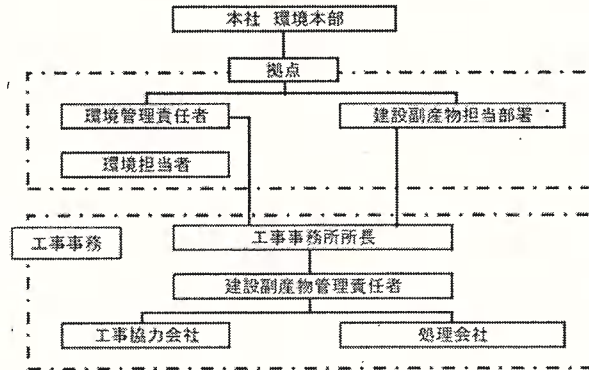 本社 環境本部
拠点
環境管理責任者
建設副産物担当部署
環境担当者
工事事務
工事事務所所長
建設副産物管理責任者
工事協力会社
処理会社